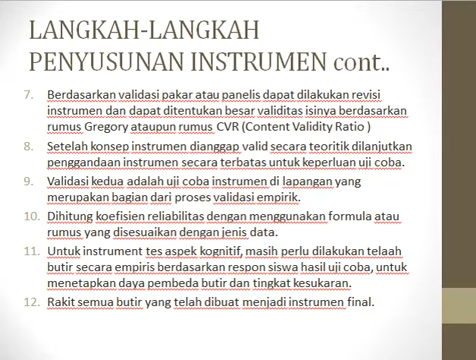 LANGKAH-LANGKAH
PENYUSUNAN INSTRUMEN cont..
7. Berdasarkan validasi pakar atau panelis dapat dilakukan revisi
instrumen dan dapat ditentukan besar validitas isinya berdasarkan
rumus Gregory ataupun rumus CVR (Content Validity Ratio )
8. Setelah konsep instrumen dianggap valid secara teoritik dilanjutkan
penggandaan instrumen secara terbatas untuk keperluan uji coba.
9. Validasi kedua adalah uji coba instrumen di lapangan yang
merupakan bagian dari proses validasi empirik.
10. Dihitung koefisien reliabilitas dengan menggunakan formula atau
rumus yang disesuaikan dengan jenis data.
11. Untuk instrument tes aspek kognitif, masih perlu dilakukan telaah
butir secara empiris berdasarkan respon siswa hasil uji coba, untuk
menetapkan daya pembeda butir dan tingkat kesukaran.
12. Rakit semua butir yang telah dibuat menjadi instrumen final.